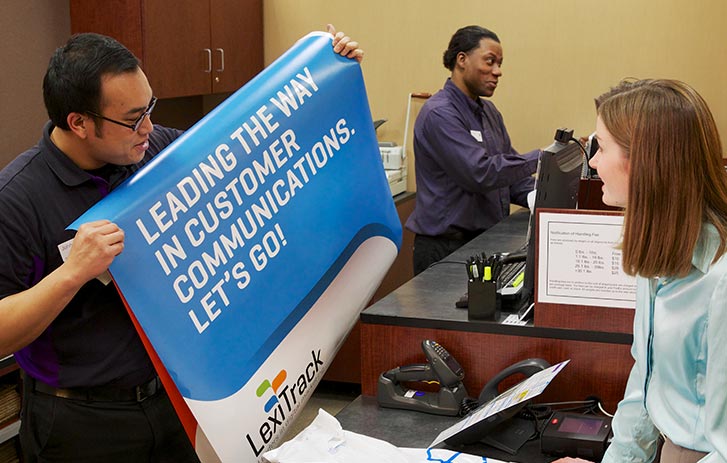 LEADING THE WAY
IN CUSTOMER
COMMUNICATIONS.
LET'S GO!
LexiTrack
Notification of Handling Fee